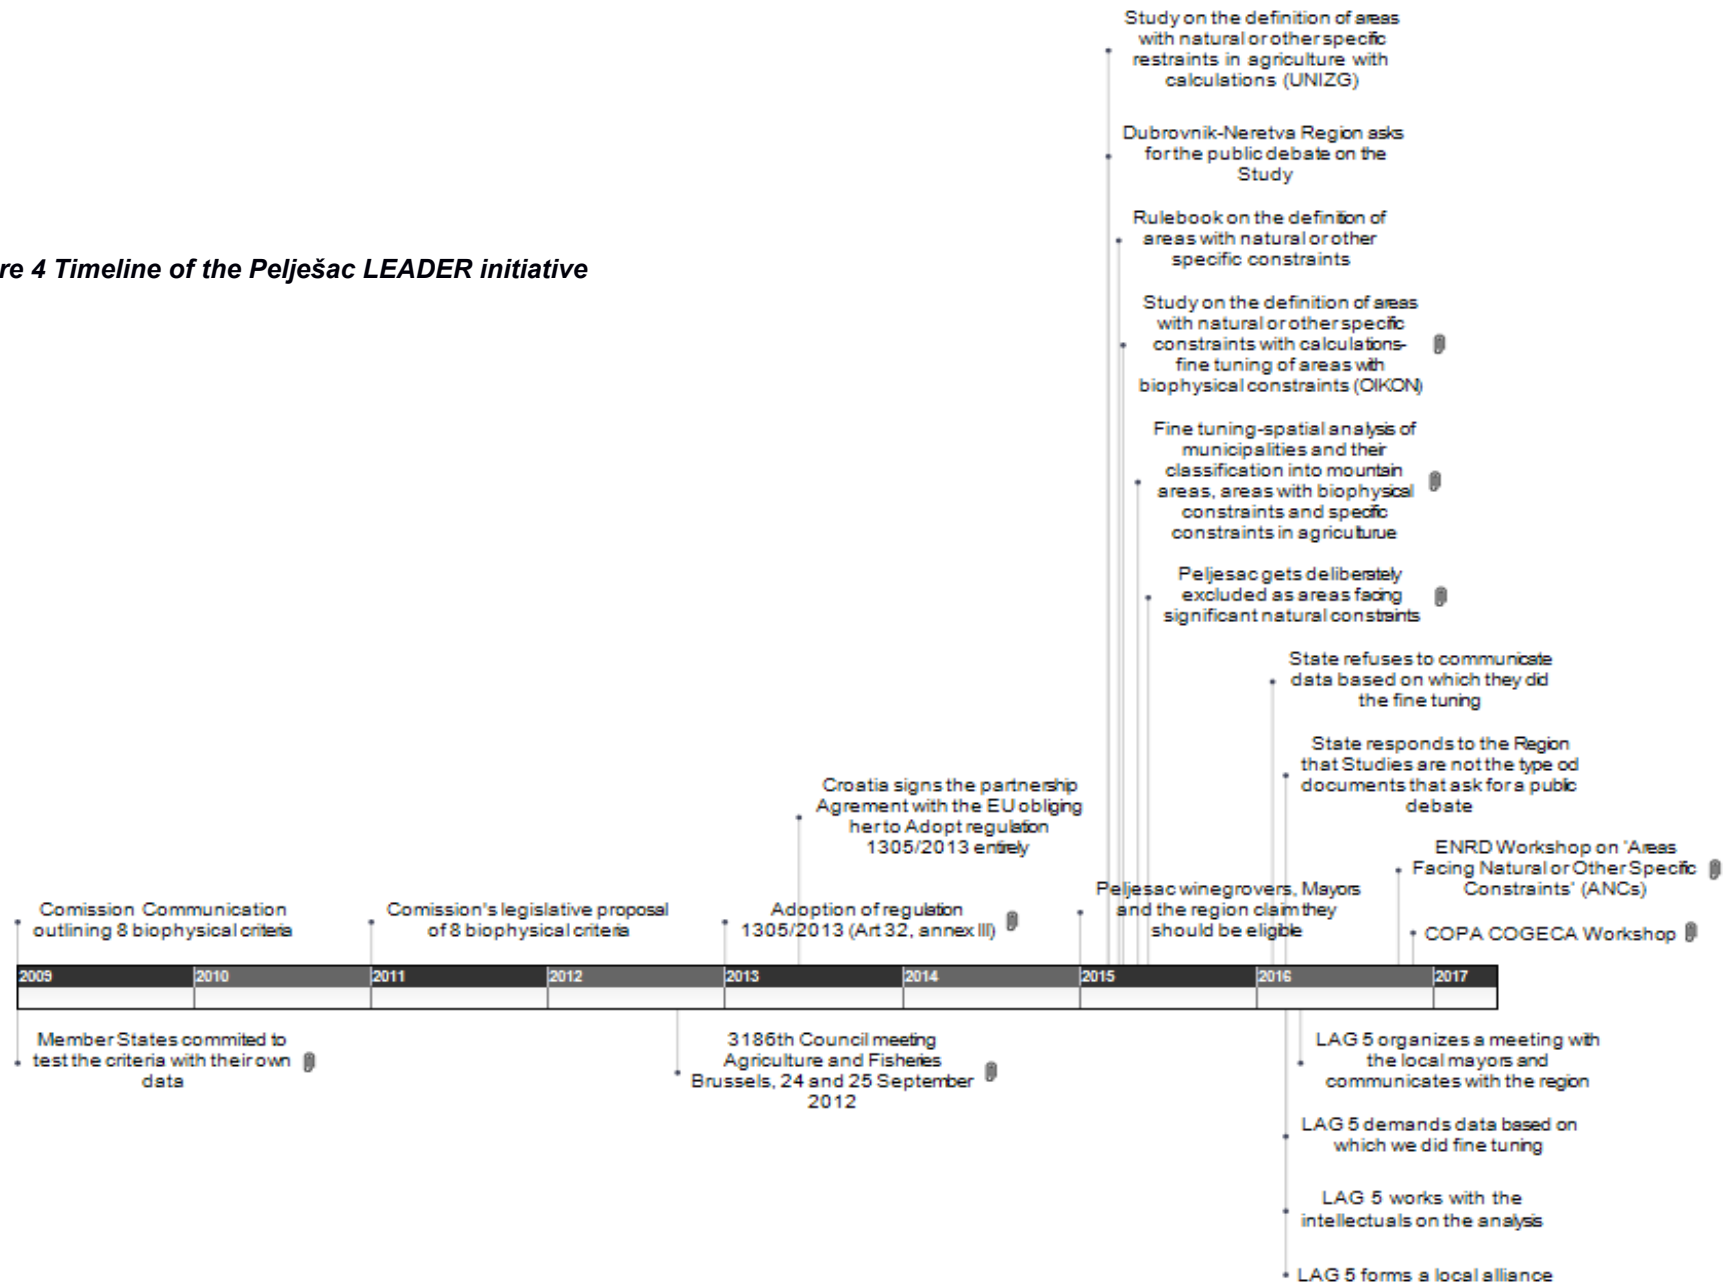 Study on the definition of areas
with natural or other specific
restraints in agriculture with
calculations (UNIZG)
Dubrovnik-Neretva Region asks
for the public debate on the
Study
Rulebook on the definition of
areas with natural or other
specific constraints
re 4 Timeline of the Pelješac LEADER initiative
Study on the definition of areas
with natural or other specific
constraints with calculations-
fine tuning of areas with
biophysical constraints (OIKON)
Fine tuning-spatial analysis of
municipalities and their
classification into mountain
areas, areas with biophysical
constraints and specific
constraints in agricuturue
Peljesac gets deliberately
excluded as areas facing
significant natural constraints
State refuses to communicate
data based on which they did
the fine tuning
State responds to the Region
that Studies are not the type od
documents that ask for a public
debate
Croatia signs the partnership
Agrement with the EU obliging
her to Adopt regulation
1305/2013 entirely
ENRD Workshop on 'Areas
Facing Natural or Other Specific
Constraints' (ANCs)
Comission Communication
outlining 8 biophysical criteria
Comission's legislative proposal
of 8 biophysical criteria
Adoption of regulation
1305/2013 (Art 32, annex III)
Peljesac winegrovers, Mayors
and the region claim they
should be eligible
COPA COGECA Workshop
2009 2010 2011 2012 2013 2014 2015 2016 2017
Member States commited to
test the criteria with their own
data
3186th Council meeting
Agriculture and Fisheries
Brussels, 24 and 25 September
2012
LAG 5 organizes a meeting with
the local mayors and
communicates with the region
LAG 5 demands data based on
which we did fine tuning
LAG 5 works with the
intellectuals on the analysis
LAG 5 forms a local alliance